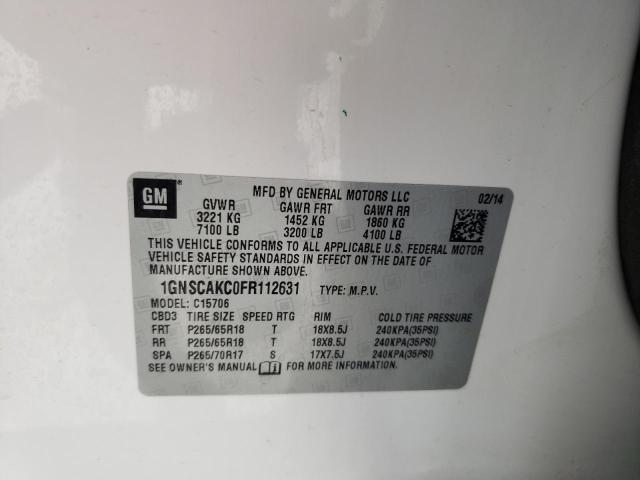 GM
MFD BY GENERAL MOTORS LLC 02/14
GVWR GAWR FRT GAWR RR
3221 KG 1452 KG 1860 KG
7100 LB 3200 LB 4100 LB
THIS VEHICLE CONFORMS TO ALL APPLICABLE U.S. FEDERAL MOTOR
VEHICLE SAFETY STANDARDS IN EFFECT ON THE DATE OF
MANUFACTURE SHOWN ABOVE.
1GNSCAKC0FR112631 TYPE: M.P.V.
MODEL: C15706
CBD3 TIRE SIZE SPEED RTG RIM COLD TIRE PRESSURE
FRT P265/65R18 T 18X8.5J 240KPA(35PSI)
RR P265/65R18 T 18X8.5J 240KPA(35PSI)
SPA P265/70R17 S 17X7.5J 240KPA(35PSI)
SEE OWNER'S MANUAL FOR MORE INFORMATION.